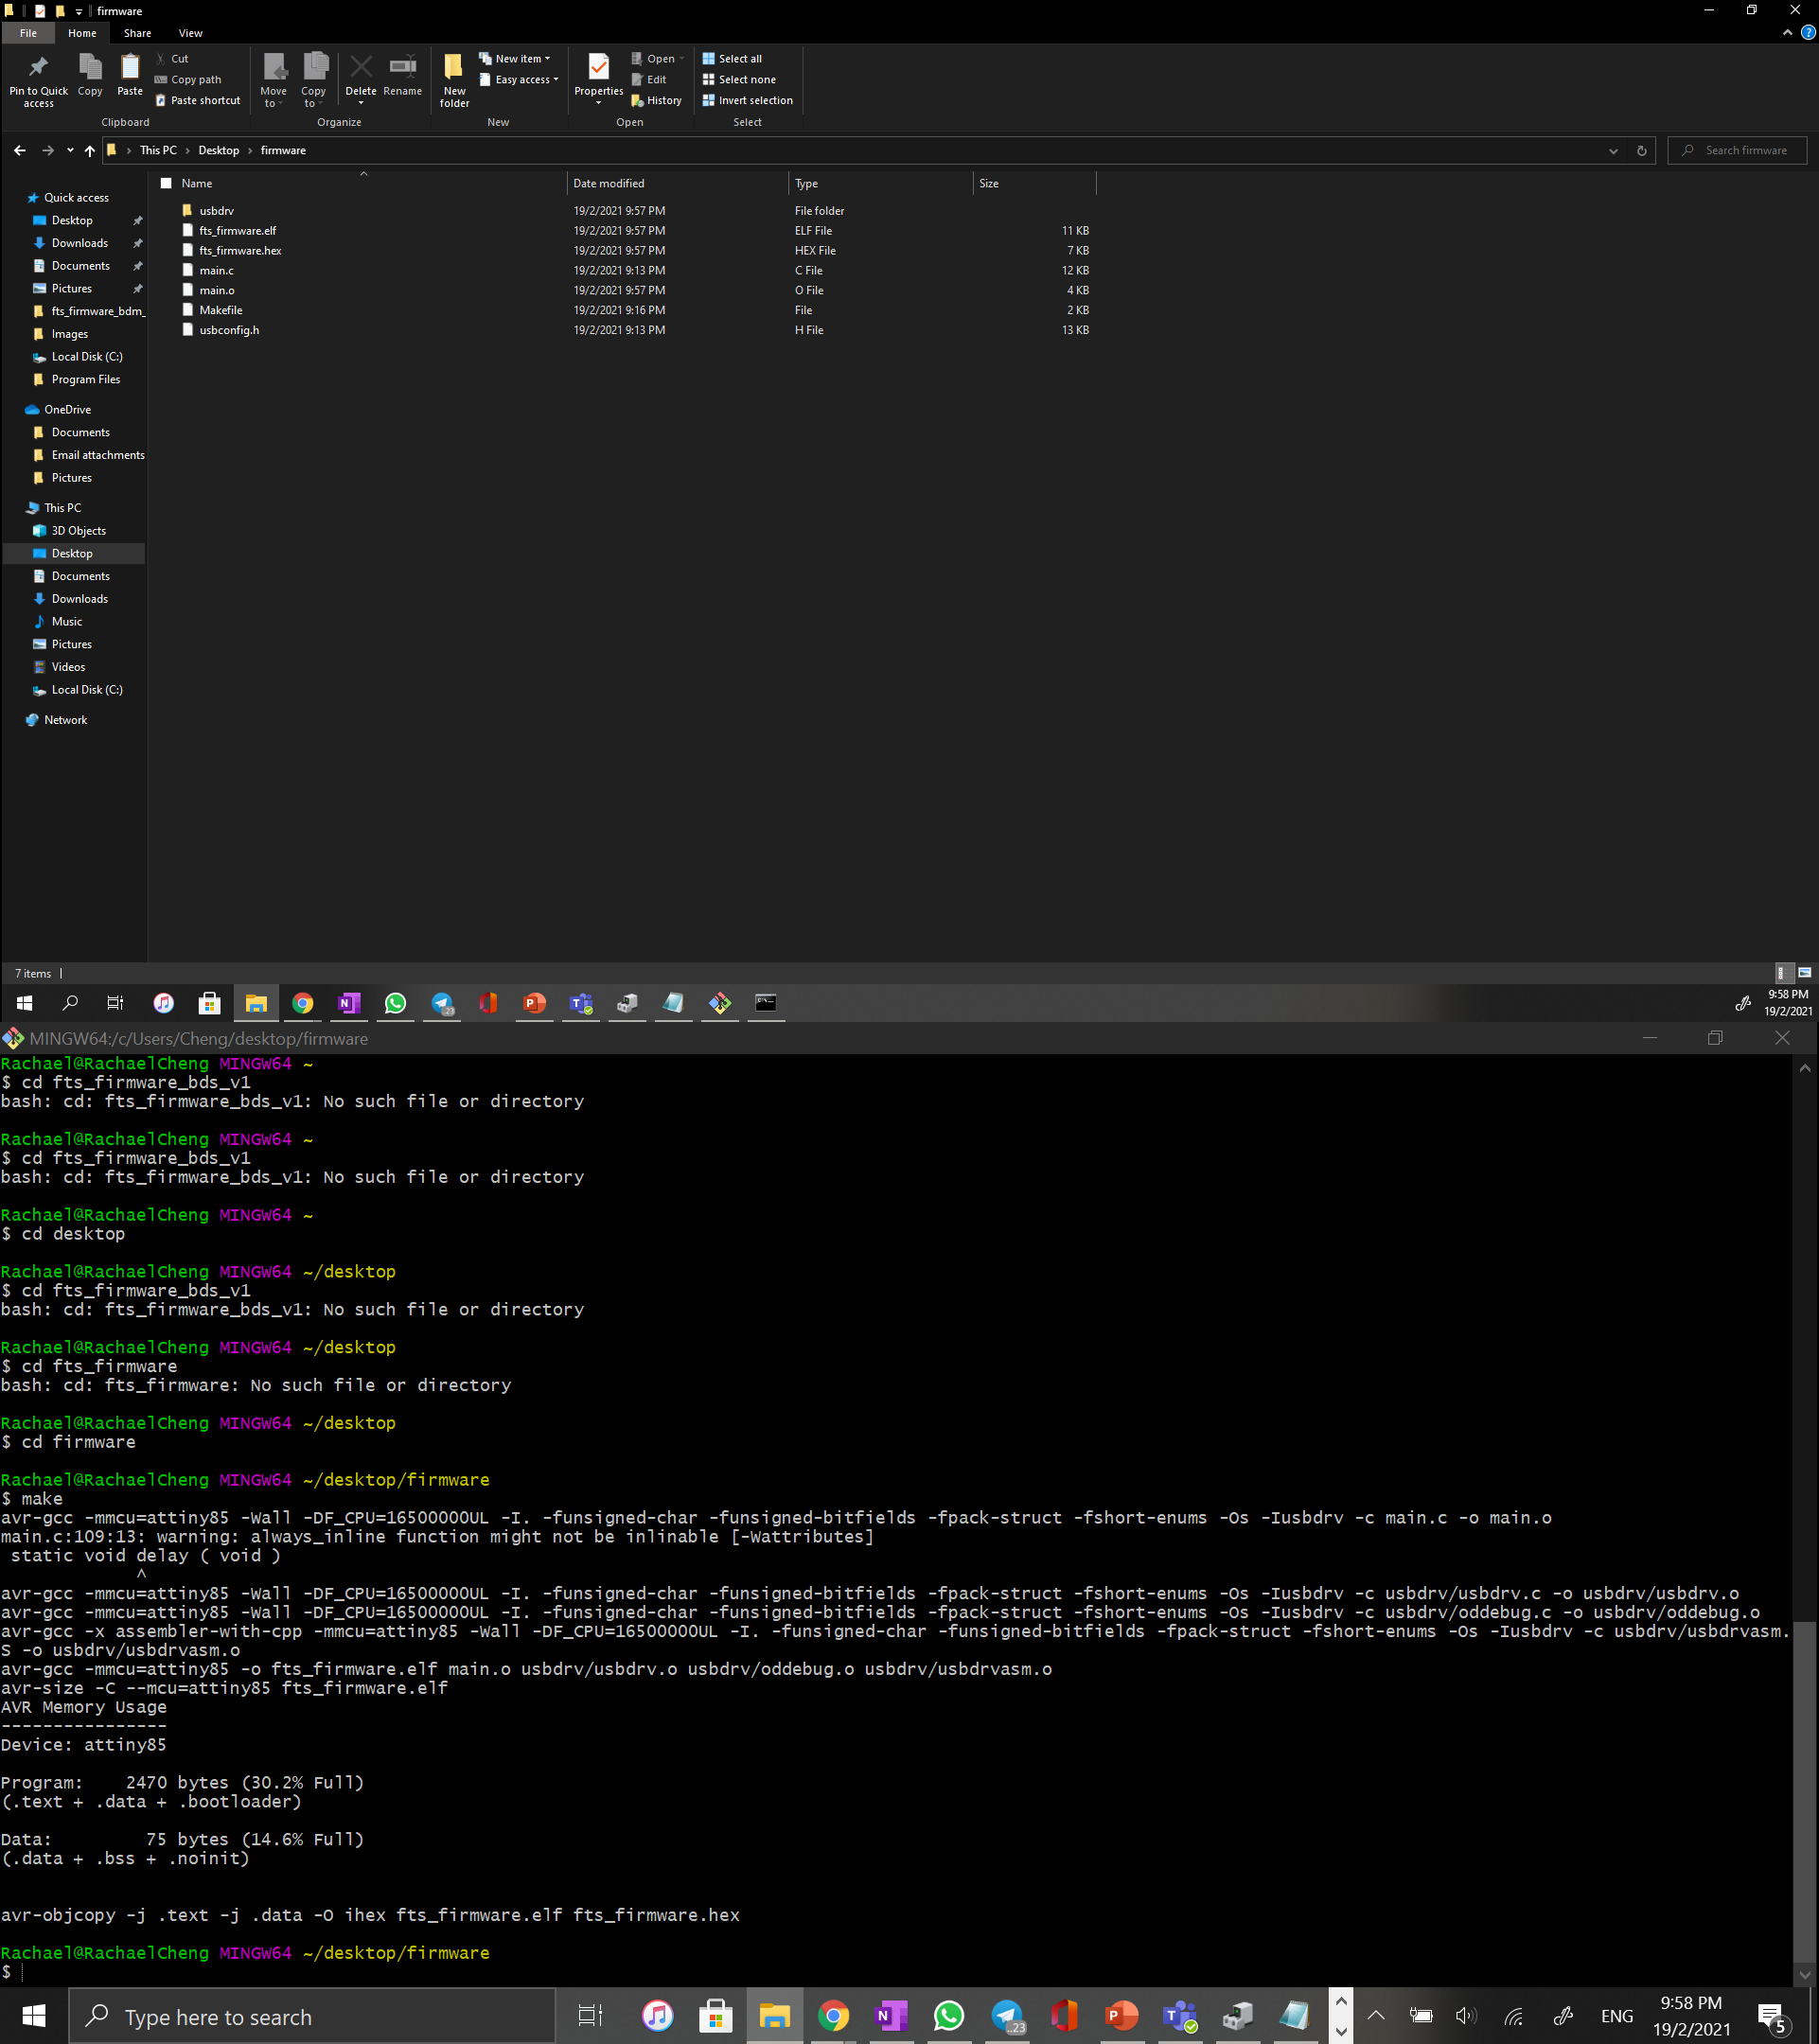 firmware
File Home Share View
Pin to Quick access
Copy
Paste
Cut
Copy path
Paste shortcut
Clipboard
Move to
Copy to
Delete
Rename
Organize
New folder
New item
Easy access
New
Properties
Open
Edit
History
Open
Select all
Select none
Invert selection
Select
This PC › Desktop › firmware
Search firmware
Name Date modified Type Size
usbdrv 19/2/2021 9:57 PM File folder
fts_firmware.elf 19/2/2021 9:57 PM ELF File 11 KB
fts_firmware.hex 19/2/2021 9:57 PM HEX File 7 KB
main.c 19/2/2021 9:13 PM C File 12 KB
main.o 19/2/2021 9:57 PM O File 4 KB
Makefile 19/2/2021 9:16 PM File 2 KB
usbconfig.h 19/2/2021 9:13 PM H File 13 KB
Quick access
Desktop
Downloads
Documents
Pictures
fts_firmware_bdm_
Images
Local Disk (C:)
Program Files
OneDrive
Documents
Email attachments
Pictures
This PC
3D Objects
Desktop
Documents
Downloads
Music
Pictures
Videos
Local Disk (C:)
Network
7 items
9:58 PM
19/2/2021
MINGW64:/c/Users/Cheng/desktop/firmware
Rachael@RachaelCheng MINGW64 ~
$ cd fts_firmware_bds_v1
bash: cd: fts_firmware_bds_v1: No such file or directory
Rachael@RachaelCheng MINGW64 ~
$ cd fts_firmware_bds_v1
bash: cd: fts_firmware_bds_v1: No such file or directory
Rachael@RachaelCheng MINGW64 ~
$ cd desktop
Rachael@RachaelCheng MINGW64 ~/desktop
$ cd fts_firmware_bds_v1
bash: cd: fts_firmware_bds_v1: No such file or directory
Rachael@RachaelCheng MINGW64 ~/desktop
$ cd fts_firmware
bash: cd: fts_firmware: No such file or directory
Rachael@RachaelCheng MINGW64 ~/desktop
$ cd firmware
Rachael@RachaelCheng MINGW64 ~/desktop/firmware
$ make
avr-gcc -mmcu=attiny85 -Wall -DF_CPU=16500000UL -I. -funsigned-char -funsigned-bitfields -fpack-struct -fshort-enums -Os -Iusbdrv -c main.c -o main.o
main.c:109:13: warning: always_inline function might not be inlinable [-Wattributes]
static void delay ( void )
^
avr-gcc -mmcu=attiny85 -Wall -DF_CPU=16500000UL -I. -funsigned-char -funsigned-bitfields -fpack-struct -fshort-enums -Os -Iusbdrv -c usbdrv/usbdrv.c -o usbdrv/usbdrv.o
avr-gcc -mmcu=attiny85 -Wall -DF_CPU=16500000UL -I. -funsigned-char -funsigned-bitfields -fpack-struct -fshort-enums -Os -Iusbdrv -c usbdrv/oddebug.c -o usbdrv/oddebug.o
avr-gcc -x assembler-with-cpp -mmcu=attiny85 -Wall -DF_CPU=16500000UL -I. -funsigned-char -funsigned-bitfields -fpack-struct -fshort-enums -Os -Iusbdrv -c usbdrv/usbdrvasm.
S -o usbdrv/usbdrvasm.o
avr-gcc -mmcu=attiny85 -o fts_firmware.elf main.o usbdrv/usbdrv.o usbdrv/oddebug.o usbdrv/usbdrvasm.o
avr-size -C --mcu=attiny85 fts_firmware.elf
AVR Memory Usage
----------------
Device: attiny85
Program: 2470 bytes (30.2% Full)
(.text + .data + .bootloader)
Data: 75 bytes (14.6% Full)
(.data + .bss + .noinit)
avr-objcopy -j .text -j .data -O ihex fts_firmware.elf fts_firmware.hex
Rachael@RachaelCheng MINGW64 ~/desktop/firmware
$
Type here to search
ENG
9:58 PM
19/2/2021
5